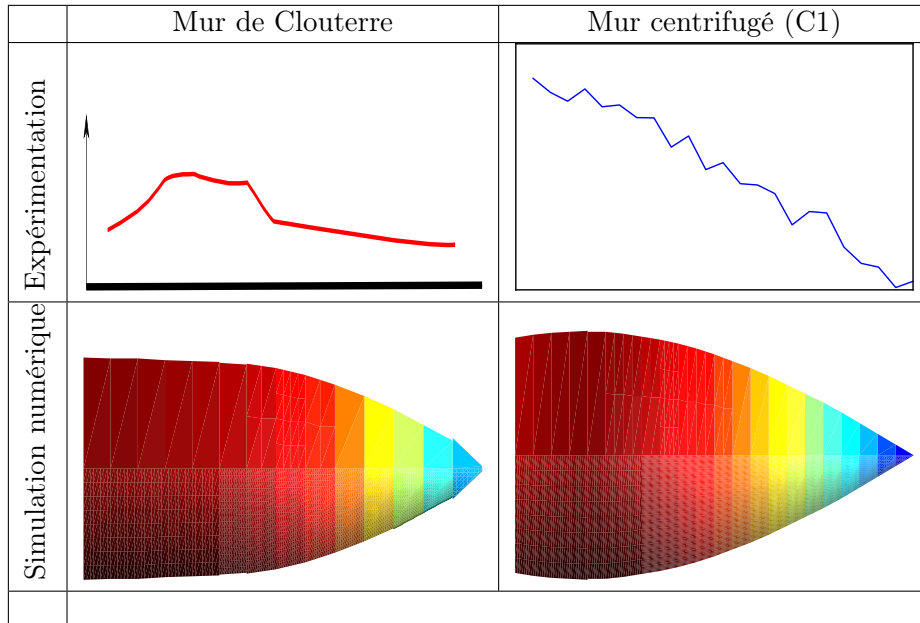 Mur de Clouterre
Mur centrifugé (C1)
Expérimentation
Simulation numérique